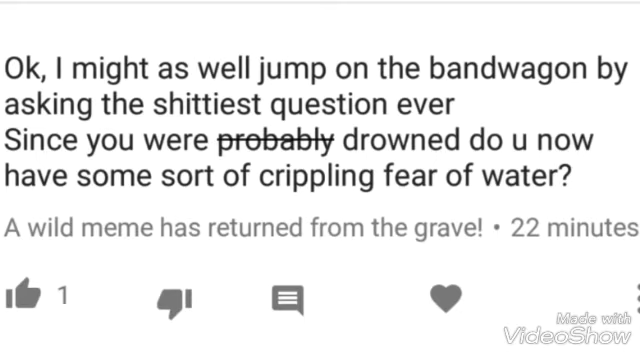 Ok, I might as well jump on the bandwagon by
asking the shittiest question ever
Since you were probably drowned do u now
have some sort of crippling fear of water?
A wild meme has returned from the grave! • 22 minutes
1
Made with
VideoShow